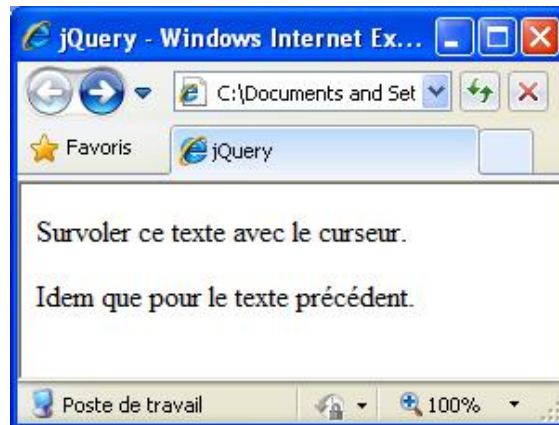 jQuery - Windows Internet Ex...
C:\Documents and Set
Favoris
jQuery
Survoler ce texte avec le curseur.
Idem que pour le texte précédent.
Poste de travail
100%